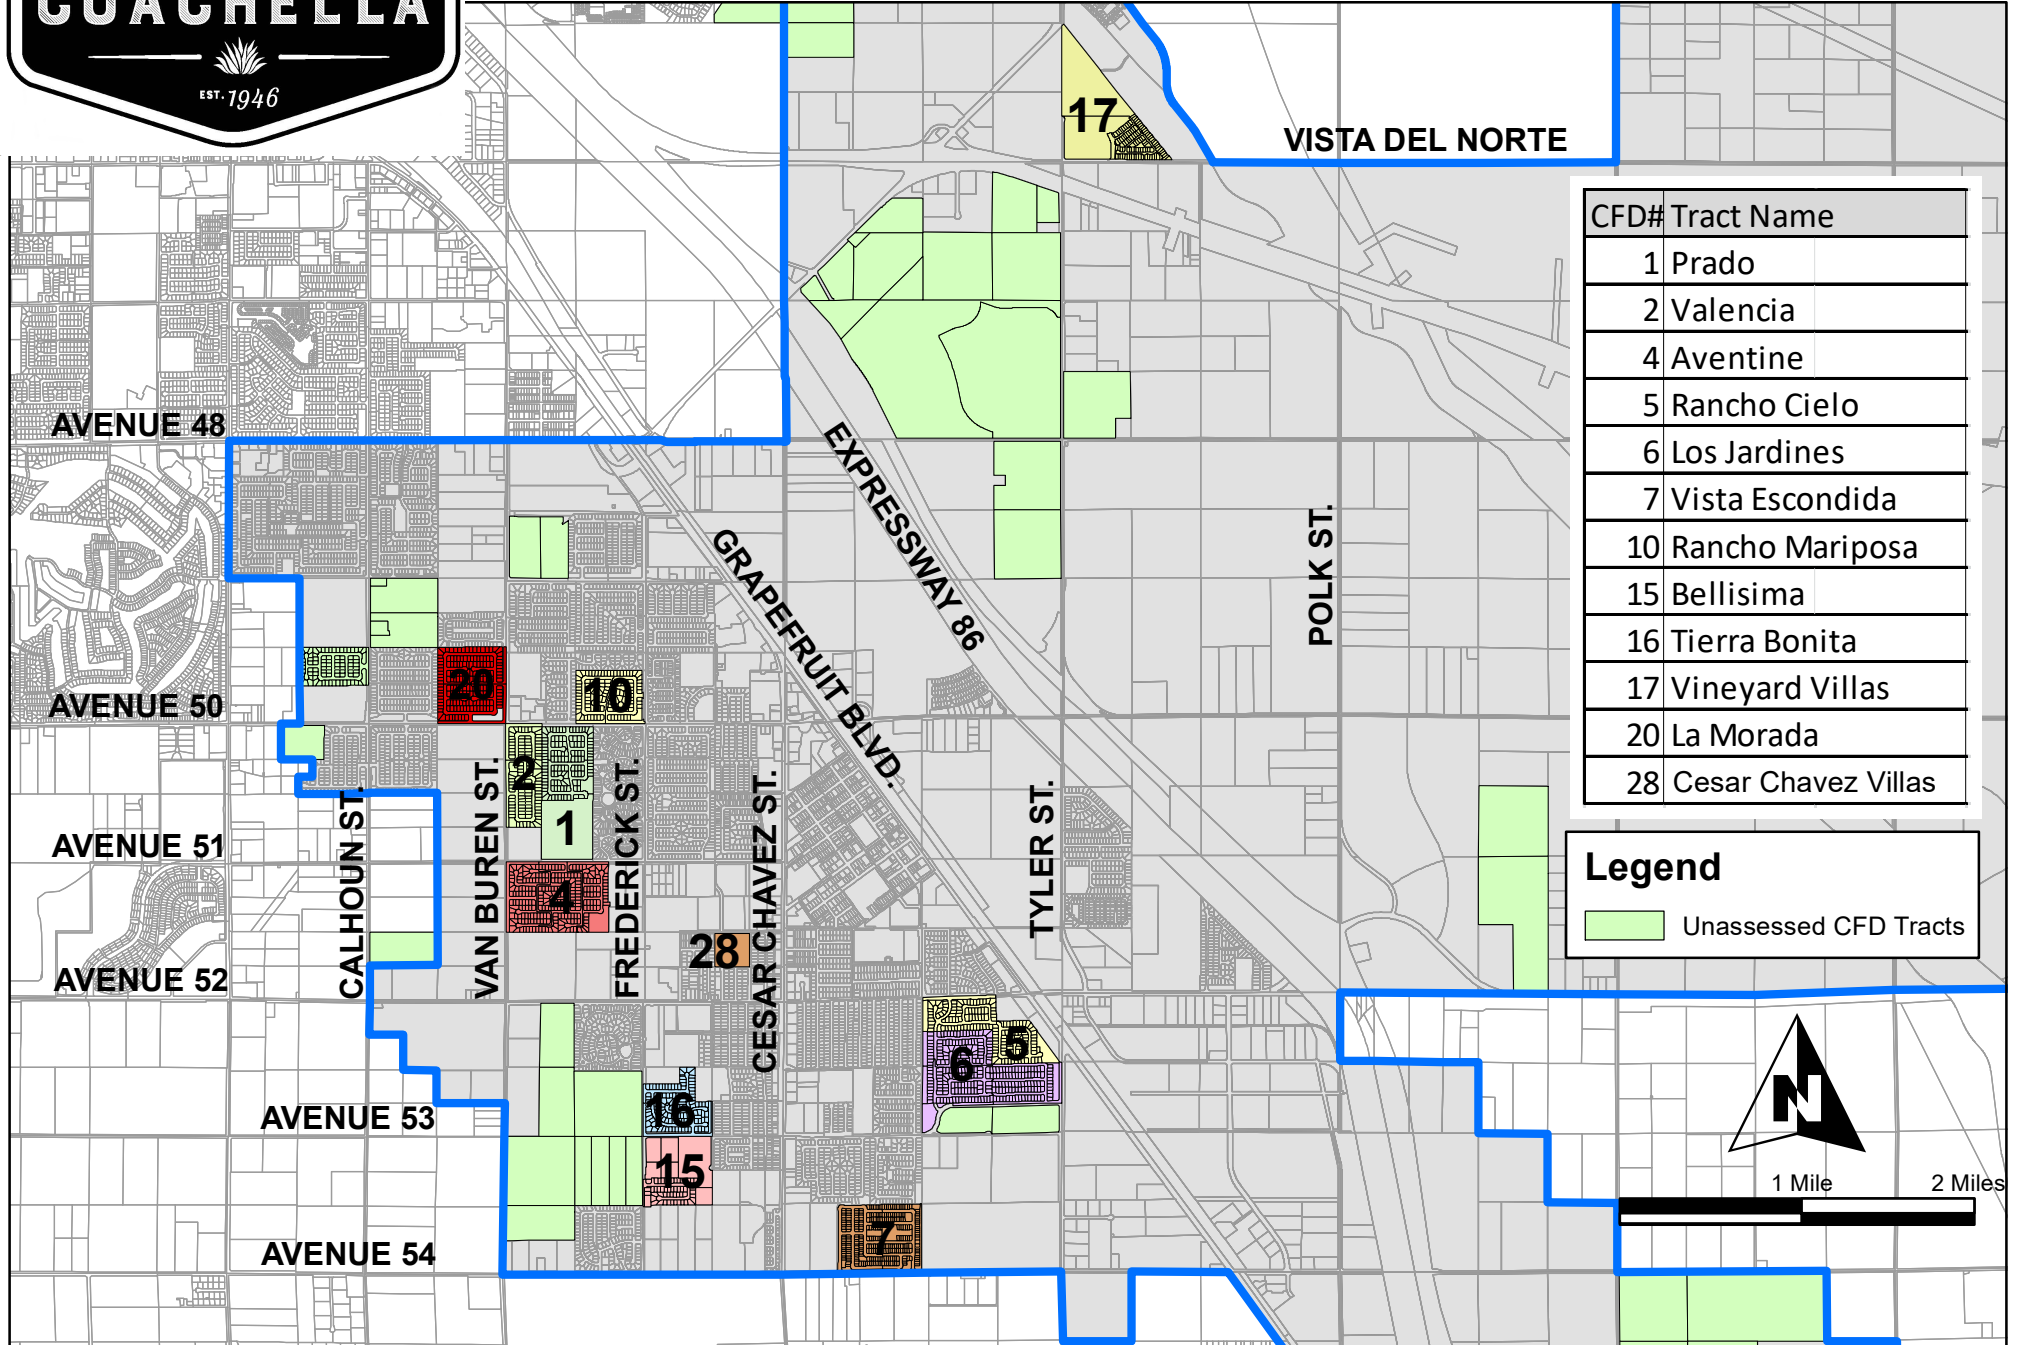 COACHELLA
EST. 1946
VISTA DEL NORTE
17
CFD# Tract Name
1 Prado
2 Valencia
4 Aventine
5 Rancho Cielo
6 Los Jardines
7 Vista Escondida
10 Rancho Mariposa
15 Bellisima
16 Tierra Bonita
17 Vineyard Villas
20 La Morada
28 Cesar Chavez Villas
AVENUE 48
EXPRESSWAY 86
GRAPEFRUIT BLVD.
POLK ST.
20
10
AVENUE 50
2
1
AVENUE 51
CALHOUN ST.
VAN BUREN ST.
FREDERICK ST.
CESAR CHAVEZ ST.
TYLER ST.
4
28
Legend
Unassessed CFD Tracts
AVENUE 52
5
6
16
AVENUE 53
15
7
AVENUE 54
N
1 Mile
2 Miles